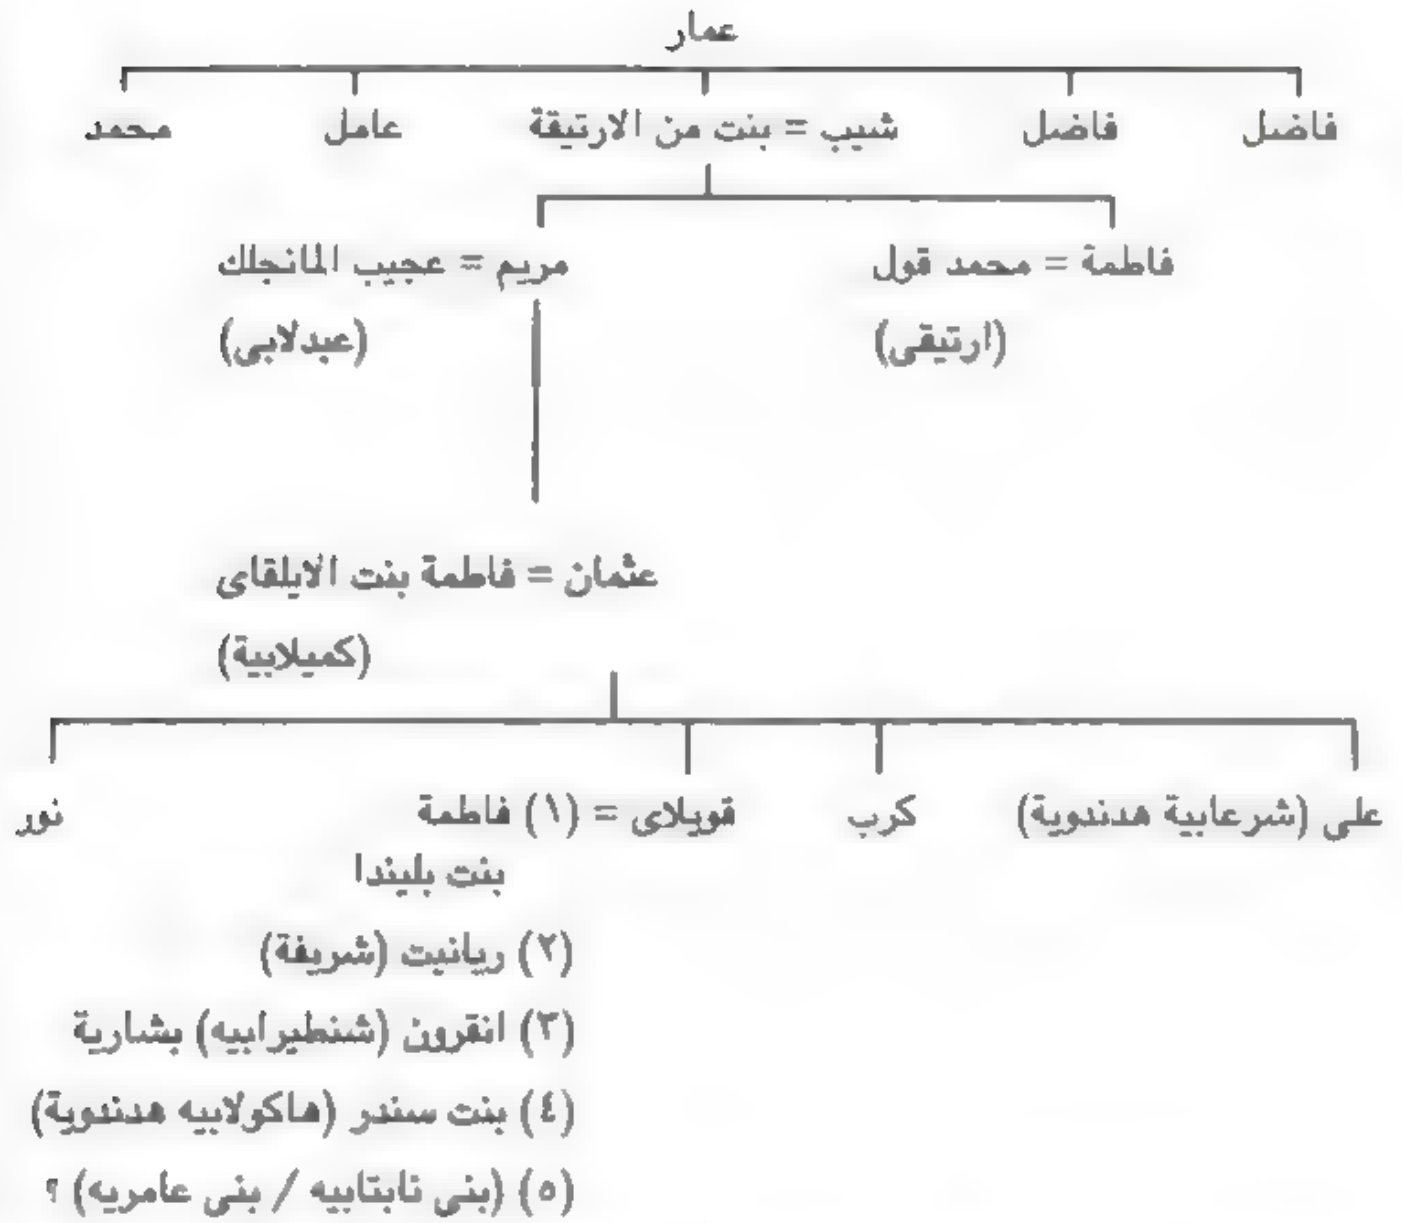 عمار
فاضل فاضل شيب = بنت من الارتيقة عامل محمد
فاطمة = محمد قول مريم = عجيب المانجلك
(ارتيقى) (عبدلابى)
عثمان = فاطمة بنت الايلقاى
(كميلابية)
على (شرعابية هدندوية) كرب قويلاى = (١) فاطمة نور
بنت بليندا
(٢) ريانيت (شريفة)
(٣) انقرون (شنطيرابيه) بشارية
(٤) بنت سندر (هاكولابيه هدندوية)
(٥) (بنى نابتابيه / بنى عامريه) ؟